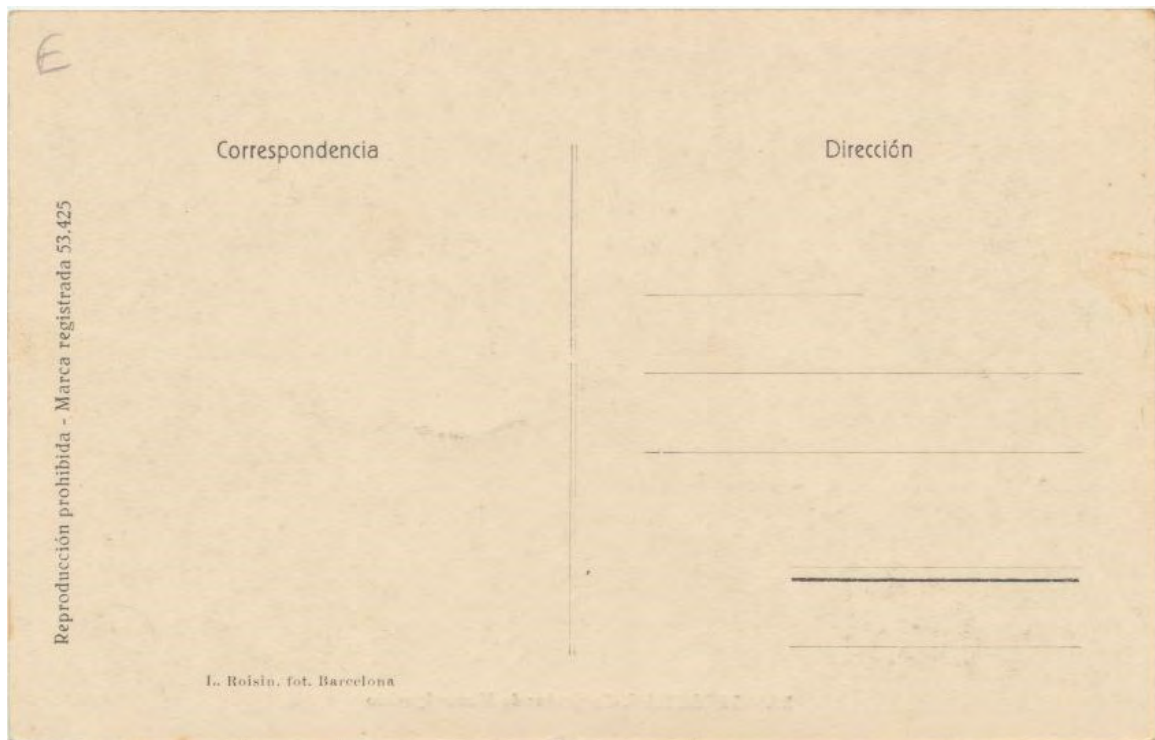 E
Correspondencia
Dirección
Reproducción prohibida - Marca registrada 53.425
L. Roisin, fot. Barcelona